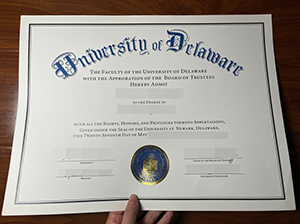 University of Delaware
The Faculty of the University of Delaware
with the Approbation of the Board of Trustees
Hereby Admit
to the Degree of
with all the Rights, Honors, and Privileges thereto Appertaining,
Given under the Seal of the University at Newark, Delaware,
this Twenty Seventh Day of May